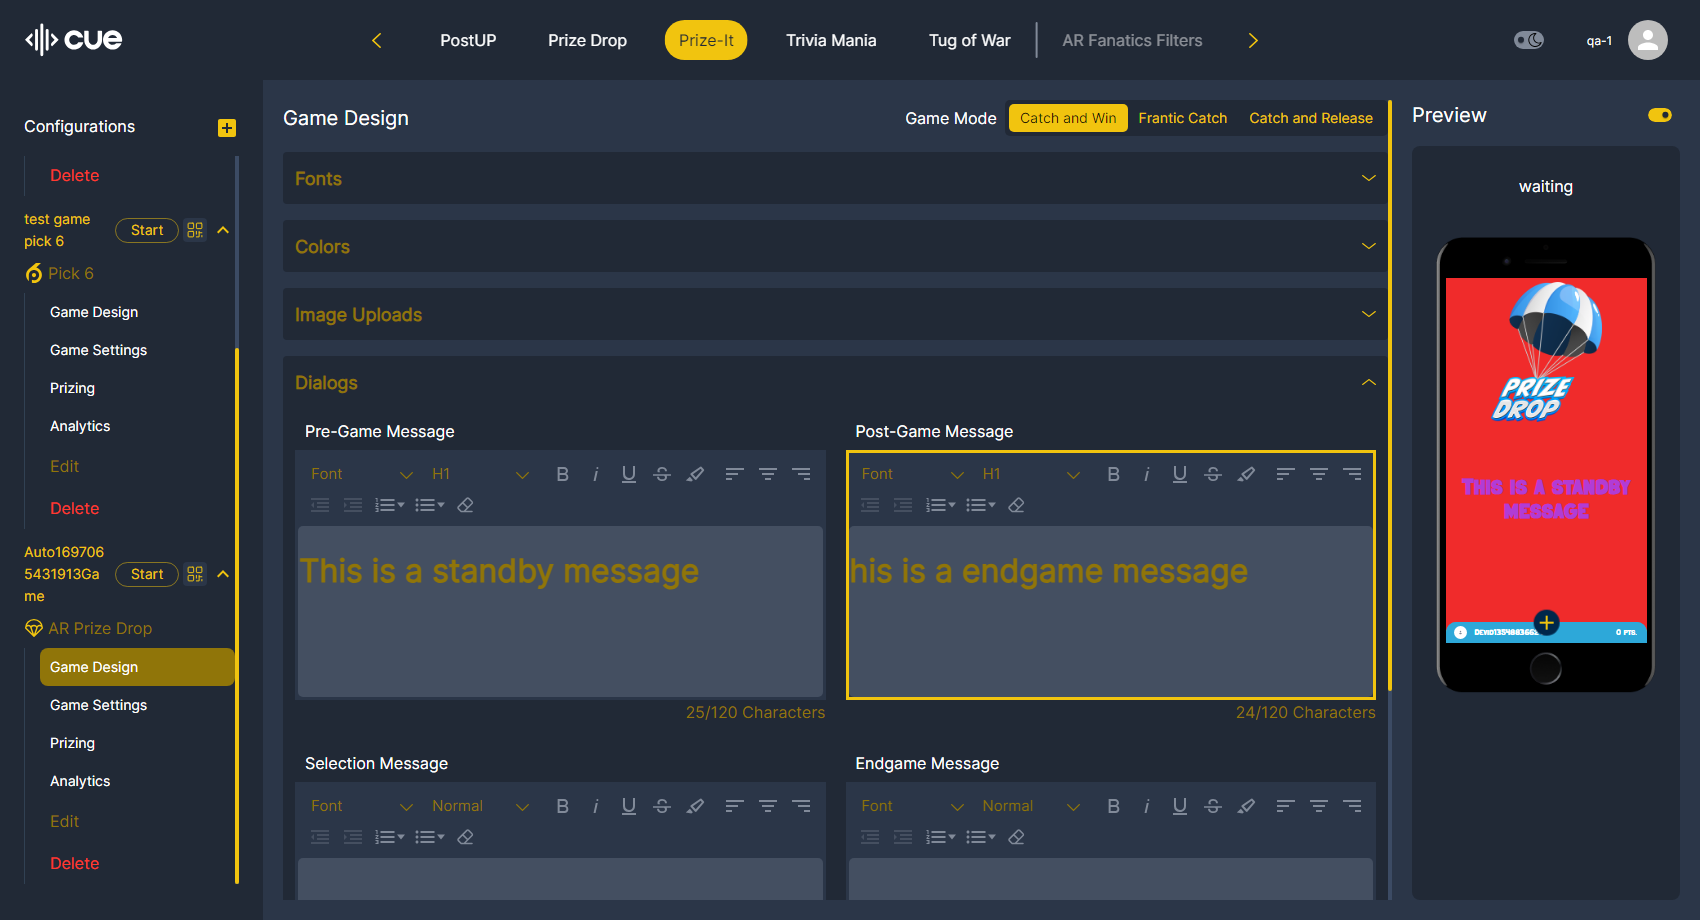 cue
PostUP
Prize Drop
Prize-It
Trivia Mania
Tug of War
AR Fanatics Filters
qa-1
Configurations
Delete
test game
pick 6
Start
Pick 6
Game Design
Game Settings
Prizing
Analytics
Edit
Delete
Auto169706
5431913Ga
me
Start
AR Prize Drop
Game Design
Game Settings
Prizing
Analytics
Edit
Delete
Game Design
Game Mode
Catch and Win
Frantic Catch
Catch and Release
Fonts
Colors
Image Uploads
Dialogs
Pre-Game Message
Font
H1
This is a standby message
25/120 Characters
Post-Game Message
Font
H1
his is a endgame message
24/120 Characters
Selection Message
Font
Normal
Endgame Message
Font
Normal
Preview
waiting
PRIZE
DROP
THIS IS A STANDBY
MESSAGE
0 PTS.